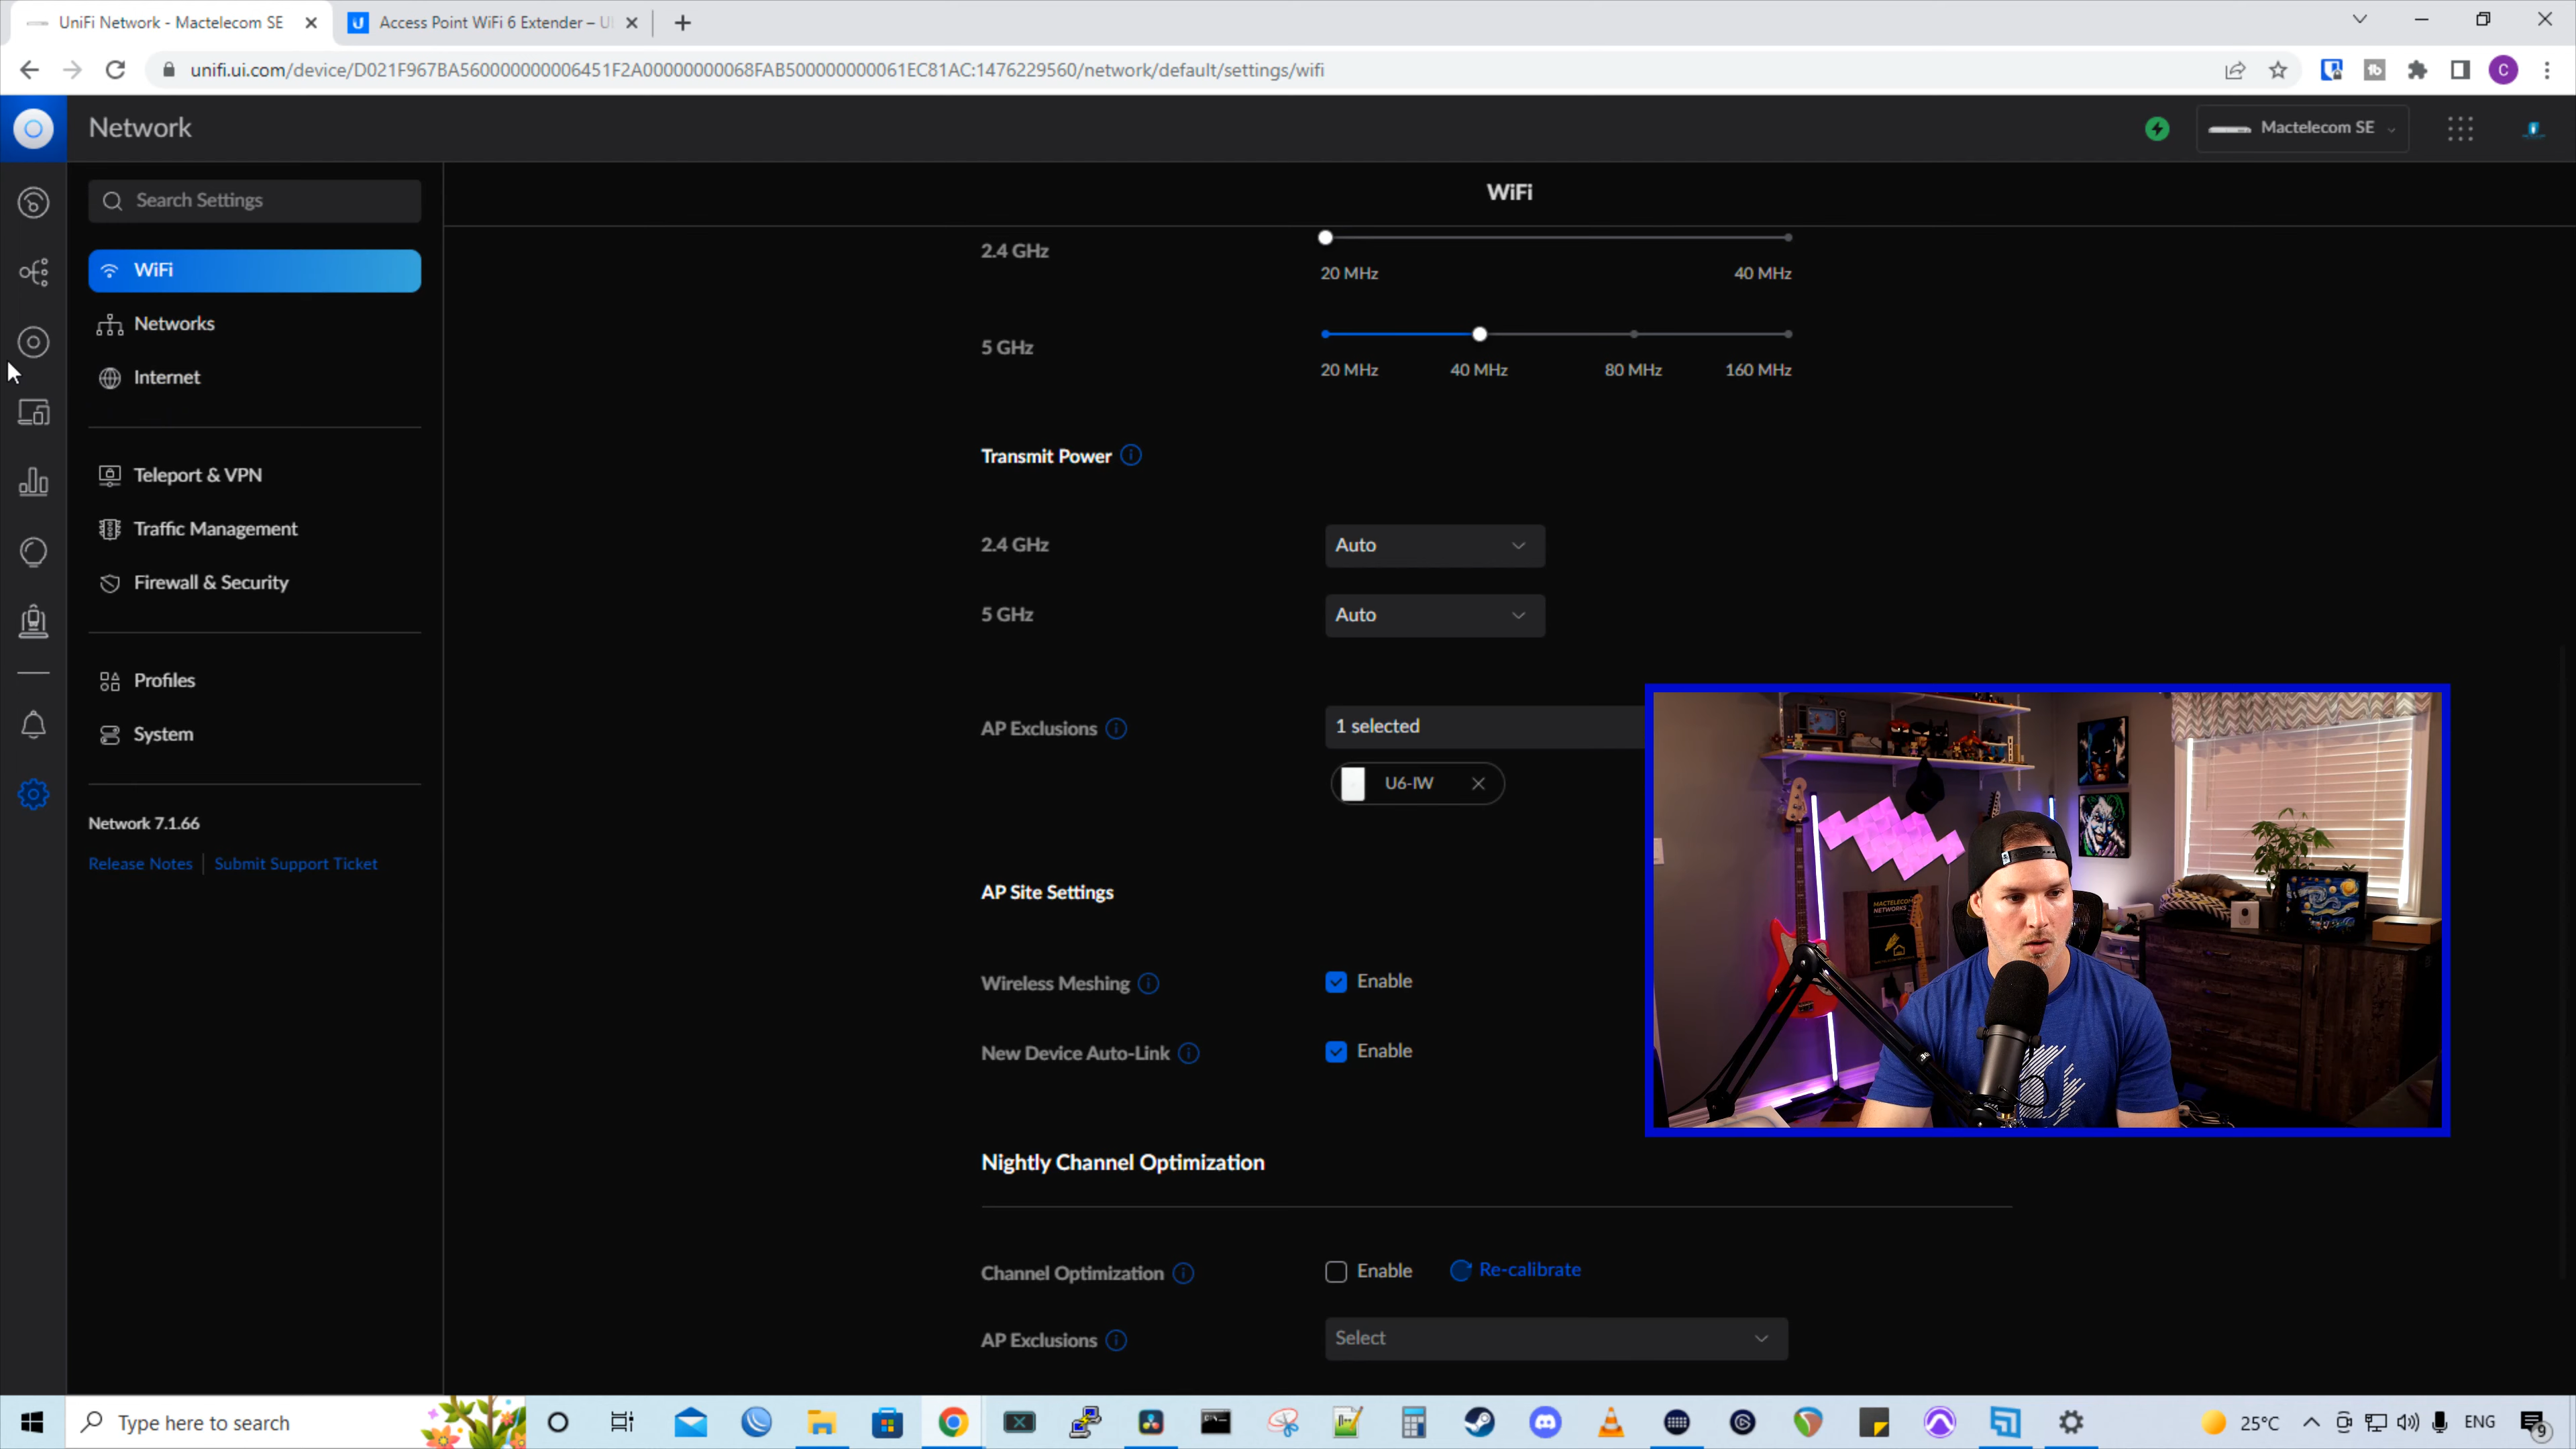 UniFi Network - Mactelecom SE
Access Point WiFi 6 Extender – U
unifi.ui.com/device/D021F967BA560000000006451F2A00000000068FAB500000000061EC81AC:1476229560/network/default/settings/wifi
C
Network
Mactelecom SE
Search Settings
WiFi
WiFi
Networks
Internet
Teleport & VPN
Traffic Management
Firewall & Security
Profiles
System
Network 7.1.66
Release Notes
Submit Support Ticket
2.4 GHz
20 MHz
40 MHz
5 GHz
20 MHz
40 MHz
80 MHz
160 MHz
Transmit Power
2.4 GHz
Auto
5 GHz
Auto
AP Exclusions
1 selected
U6-IW
AP Site Settings
Wireless Meshing
Enable
New Device Auto-Link
Enable
Nightly Channel Optimization
Channel Optimization
Enable
Re-calibrate
AP Exclusions
Select
MACTELECOM
NETWORKS
Type here to search
25°C
ENG
9